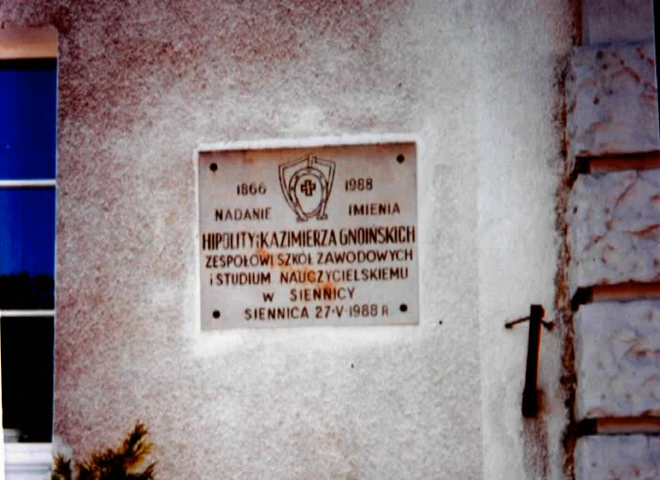 1866 1988
NADANIE IMIENIA
HIPOLITY i KAZIMIERZA GNOIŃSKICH
ZESPOŁOWI SZKÓŁ ZAWODOWYCH
i STUDIUM NAUCZYCIELSKIEMU
W SIENNICY
SIENNICA 27·V·1988 R.